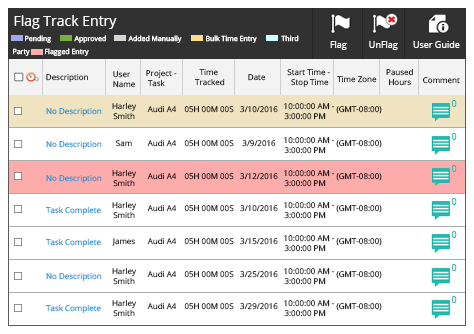 Flag Track Entry
Pending Approved Added Manually Bulk Time Entry Third
Party Flagged Entry
Flag UnFlag User Guide
Description User Name Project - Task Time Tracked Date Start Time - Stop Time Time Zone Paused Hours Comment
No Description Harley Smith Audi A4 05H 00M 00S 3/10/2016 10:00:00 AM - 3:00:00 PM (GMT-08:00) 0
No Description Sam Audi A4 05H 00M 00S 3/9/2016 10:00:00 AM - 3:00:00 PM (GMT-08:00) 0
No Description Harley Smith Audi A4 05H 00M 00S 3/12/2016 10:00:00 AM - 3:00:00 PM (GMT-08:00) 0
Task Complete Harley Smith Audi A4 05H 00M 00S 3/10/2016 10:00:00 AM - 3:00:00 PM (GMT-08:00) 0
Task Complete James Audi A4 05H 00M 00S 3/15/2016 10:00:00 AM - 3:00:00 PM (GMT-08:00) 0
No Description Harley Smith Audi A4 05H 00M 00S 3/25/2016 10:00:00 AM - 3:00:00 PM (GMT-08:00) 0
Task Complete Harley Smith Audi A4 05H 00M 00S 3/29/2016 10:00:00 AM - 3:00:00 PM (GMT-08:00) 0